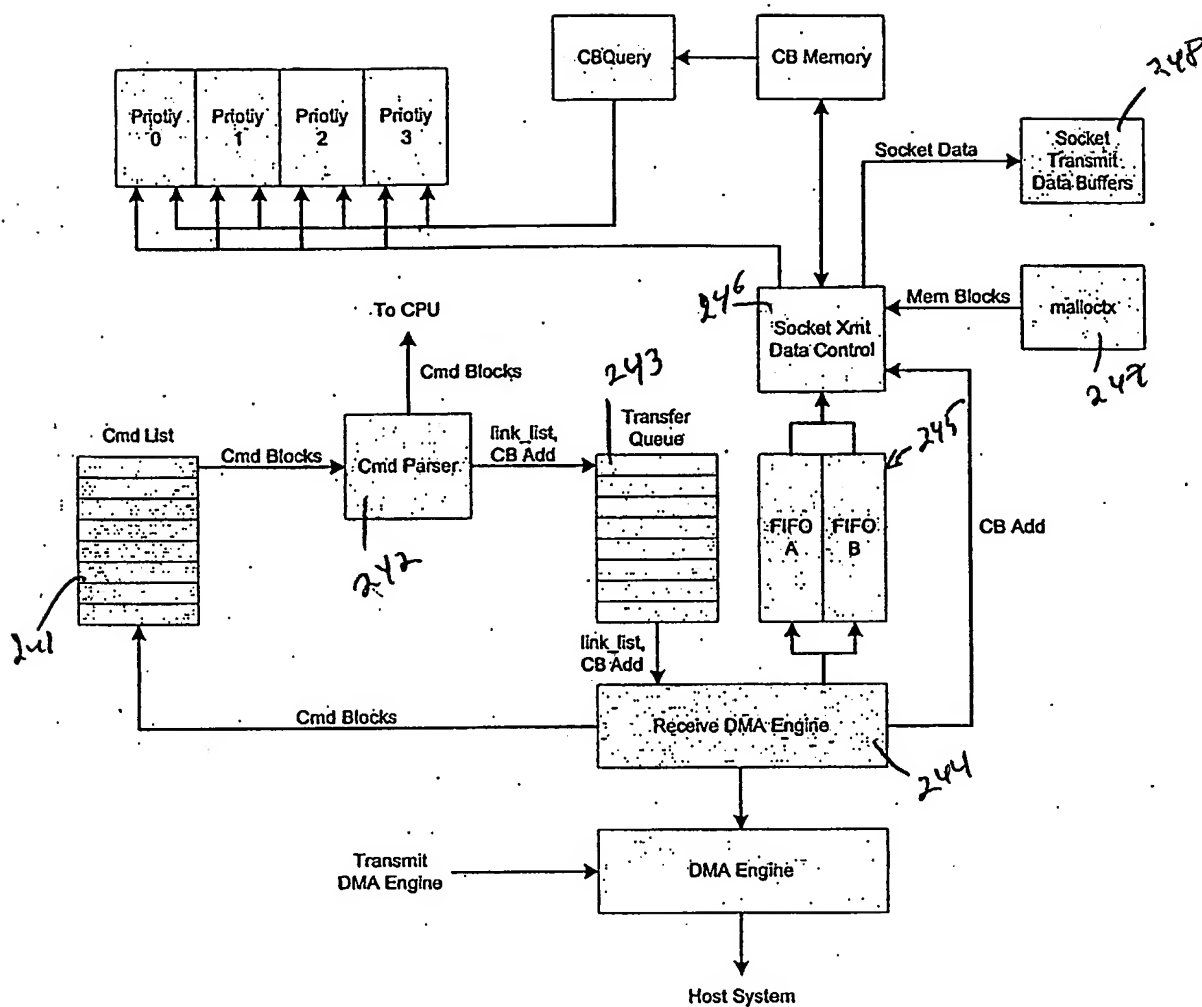 CBQuery
CB Memory
248
Priotiy
0
Priotiy
1
Priotiy
2
Priotiy
3
Socket Data
Socket
Transmit
Data Buffers
246
Mem Blocks
malloctx
247
To CPU
Socket Xmt
Data Control
Cmd Blocks
243
Cmd List
Transfer
Queue
link_list,
CB Add
245
Cmd Blocks
Cmd Parser
FIFO
A
FIFO
B
CB Add
242
241
link_list,
CB Add
Cmd Blocks
Receive DMA Engine
244
Transmit
DMA Engine
DMA Engine
Host System